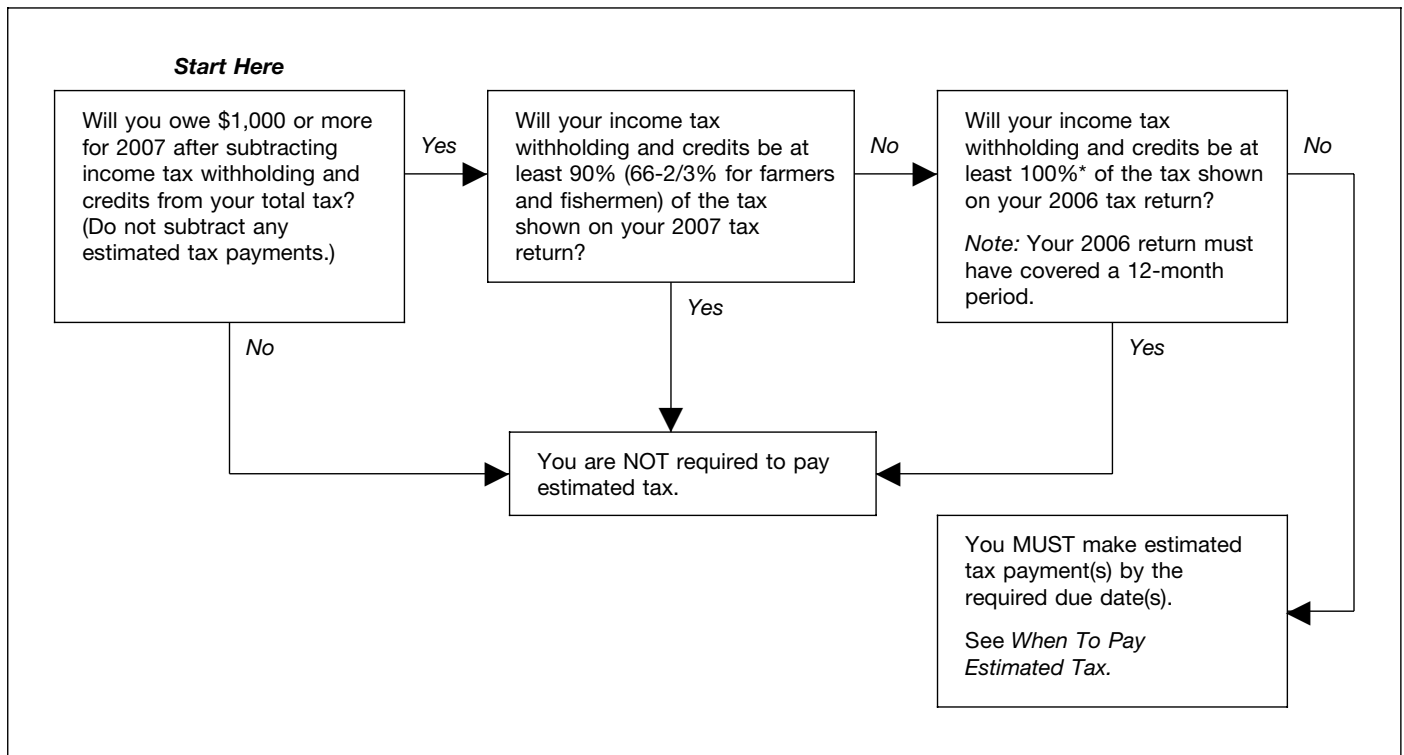 Start Here
Will you owe $1,000 or more
for 2007 after subtracting
income tax withholding and
credits from your total tax?
(Do not subtract any
estimated tax payments.)
Yes
No
Will your income tax
withholding and credits be at
least 90% (66-2/3% for farmers
and fishermen) of the tax
shown on your 2007 tax
return?
No
Yes
Will your income tax
withholding and credits be at
least 100%* of the tax shown
on your 2006 tax return?
Note: Your 2006 return must
have covered a 12-month
period.
No
Yes
You are NOT required to pay
estimated tax.
You MUST make estimated
tax payment(s) by the
required due date(s).
See When To Pay
Estimated Tax.